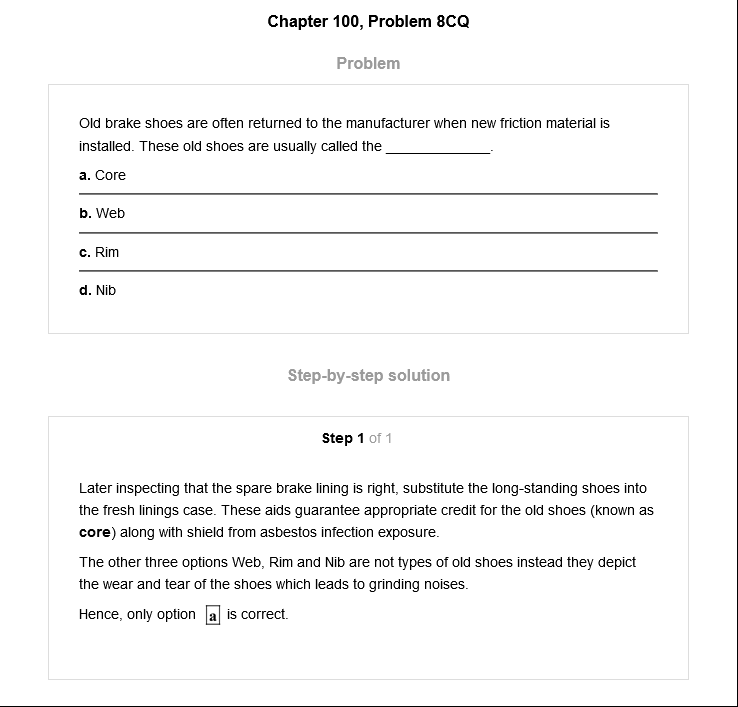 Chapter 100, Problem 8CQ
Problem
Old brake shoes are often returned to the manufacturer when new friction material is
installed. These old shoes are usually called the _____________.
a. Core
b. Web
c. Rim
d. Nib
Step-by-step solution
Step 1 of 1
Later inspecting that the spare brake lining is right, substitute the long-standing shoes into
the fresh linings case. These aids guarantee appropriate credit for the old shoes (known as
core) along with shield from asbestos infection exposure.
The other three options Web, Rim and Nib are not types of old shoes instead they depict
the wear and tear of the shoes which leads to grinding noises.
Hence, only option a is correct.